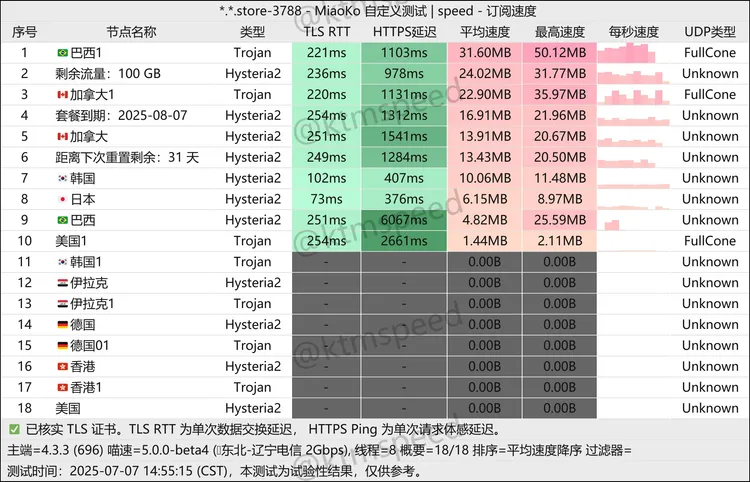 *.*.store-3788 - MiaoKo 自定义测试 | speed - 订阅速度
序号 节点名称 类型 TLS RTT HTTPS延迟 平均速度 最高速度 每秒速度 UDP类型
1 巴西1 Trojan 221ms 1103ms 31.60MB 50.12MB FullCone
2 剩余流量：100 GB Hysteria2 236ms 978ms 24.02MB 31.77MB Unknown
3 加拿大1 Trojan 220ms 1131ms 22.90MB 35.97MB FullCone
4 套餐到期：2025-08-07 Hysteria2 254ms 1312ms 16.91MB 21.96MB Unknown
5 加拿大 Hysteria2 251ms 1541ms 13.91MB 20.67MB Unknown
6 距离下次重置剩余：31 天 Hysteria2 249ms 1284ms 13.43MB 20.50MB Unknown
7 韩国 Hysteria2 102ms 407ms 10.06MB 11.48MB Unknown
8 日本 Hysteria2 73ms 376ms 6.15MB 8.97MB Unknown
9 巴西 Hysteria2 251ms 6067ms 4.82MB 25.59MB Unknown
10 美国1 Trojan 254ms 2661ms 1.44MB 2.11MB FullCone
11 韩国1 Trojan - - 0.00B 0.00B Unknown
12 伊拉克 Hysteria2 - - 0.00B 0.00B Unknown
13 伊拉克1 Trojan - - 0.00B 0.00B Unknown
14 德国 Hysteria2 - - 0.00B 0.00B Unknown
15 德国01 Trojan - - 0.00B 0.00B Unknown
16 香港 Hysteria2 - - 0.00B 0.00B Unknown
17 香港1 Trojan - - 0.00B 0.00B Unknown
18 美国 Hysteria2 - - 0.00B 0.00B Unknown
已核实 TLS 证书。TLS RTT 为单次数据交换延迟， HTTPS Ping 为单次请求体感延迟。
主端=4.3.3 (696) 喵速=5.0.0-beta4 (东北-辽宁电信 2Gbps), 线程=8 概要=18/18 排序=平均速度降序 过滤器=
测试时间：2025-07-07 14:55:15 (CST)，本测试为试验性结果，仅供参考。
@ktmspeed
@ktmspeed
@ktmspeed
@ktmspeed